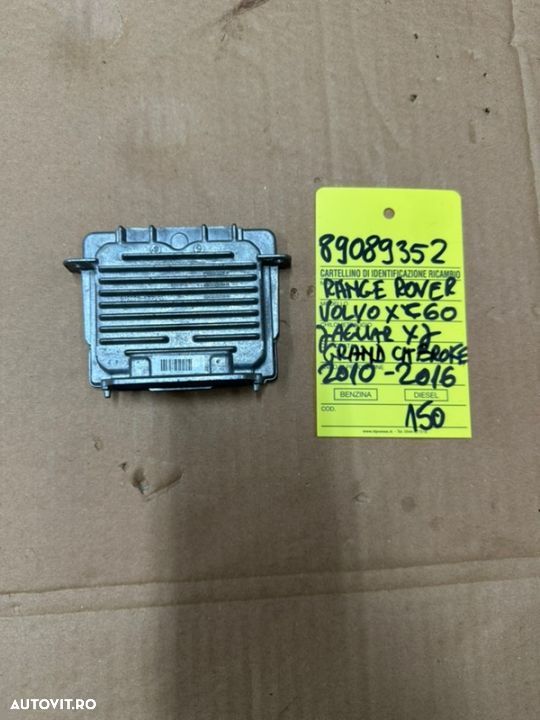 89089352
CARTELLINO DI IDENTIFICAZIONE RICAMBIO
RANGE ROVER
VOLVO XC60
JAGUAR XJ
GRAND CHEROKE
2010-2016
BENZINA DIESEL
COD. 150
AUTOVIT.RO